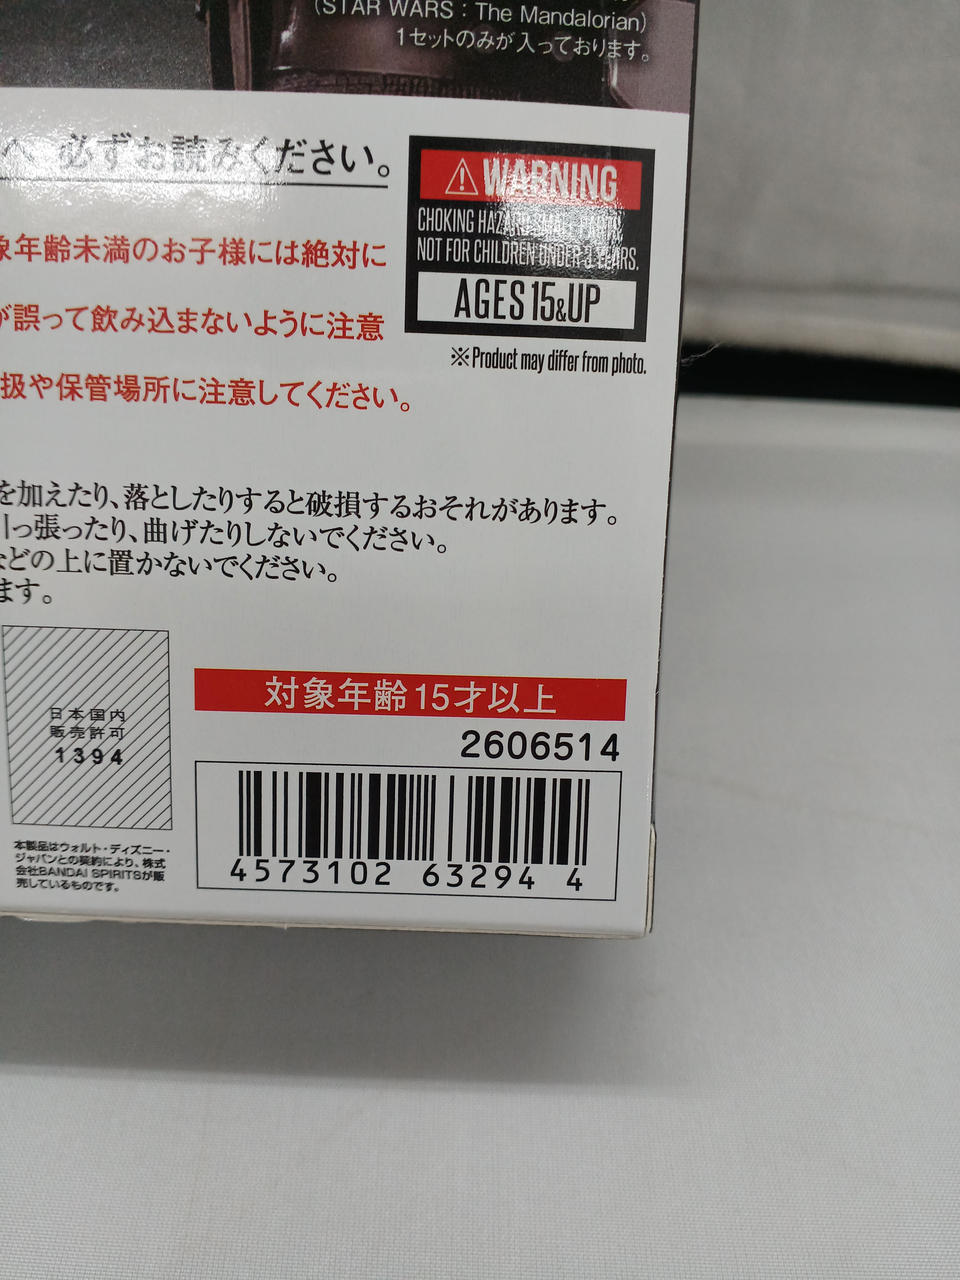 (STAR WARS : The Mandalorian)
1セットのみが入っております。
へ 必ずお読みください。
WARNING
CHOKING HAZARD-SMALL PARTS.
NOT FOR CHILDREN UNDER 3 YEARS.
AGES 15&UP
※Product may differ from photo.
象年齢未満のお子様には絶対に
が誤って飲み込まないように注意
扱や保管場所に注意してください。
を加えたり、落としたりすると破損するおそれがあります。
引っ張ったり、曲げたりしないでください。
などの上に置かないでください。
ます。
日本国内
販売許可
1394
本製品はウォルト・ディズニー・
ジャパンとの契約により、株式
会社BANDAI SPIRITSが販
売しているものです。
対象年齢15才以上
2606514
4573102 63294 4